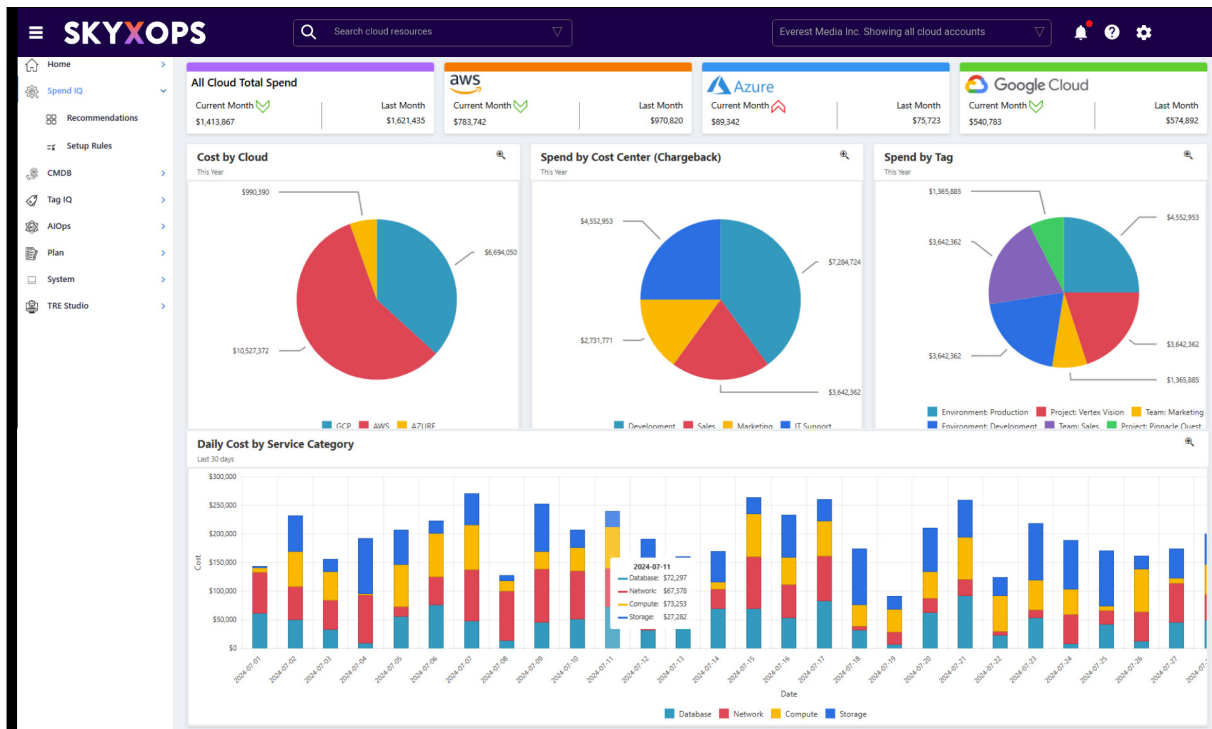 SKYXOPS
Search cloud resources
Everest Media Inc. Showing all cloud accounts
Home
Spend IQ
Recommendations
Setup Rules
CMDB
Tag IQ
AIOps
Plan
System
TRE Studio
All Cloud Total Spend
Current Month
Last Month
$1,413,867
$1,621,435
aws
Current Month
Last Month
$783,742
$970,820
Azure
Current Month
Last Month
$89,342
$75,723
Google Cloud
Current Month
Last Month
$540,783
$574,892
Cost by Cloud
This Year
$990,390
$6,694,050
$10,527,372
GCP AWS AZURE
Spend by Cost Center (Chargeback)
This Year
$4,552,953
$7,284,724
$2,731,771
$3,642,362
Development Sales Marketing IT Support
Spend by Tag
This Year
$1,365,885
$4,552,953
$3,642,362
$3,642,362
$3,642,362
$1,365,885
Environment: Production Project: Vertex Vision Team: Marketing
Environment: Development Team: Sales Project: Pinnacle Quest
Daily Cost by Service Category
Last 30 days
Cost
$300,000
$250,000
$200,000
$150,000
$100,000
$50,000
$0
2024-07-11
Database: $72,297
Network: $67,378
Compute: $73,253
Storage: $27,282
2024-07-01
2024-07-02
2024-07-03
2024-07-04
2024-07-05
2024-07-06
2024-07-07
2024-07-08
2024-07-09
2024-07-10
2024-07-11
2024-07-12
2024-07-13
2024-07-14
2024-07-15
2024-07-16
2024-07-17
2024-07-18
2024-07-19
2024-07-20
2024-07-21
2024-07-22
2024-07-23
2024-07-24
2024-07-25
2024-07-26
2024-07-27
Date
Database Network Compute Storage